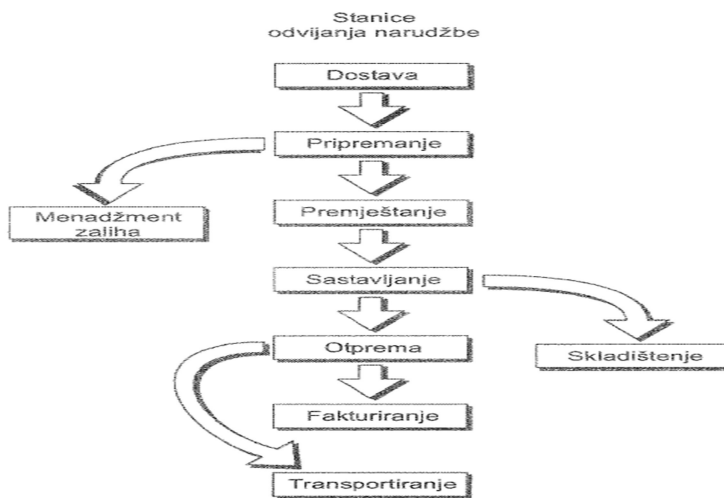 Stanice
odvijanja narudžbe
Dostava
Pripremanje
Menadžment
zaliha
Premještanje
Sastavljanje
Otprema
Skladištenje
Fakturiranje
Transportiranje